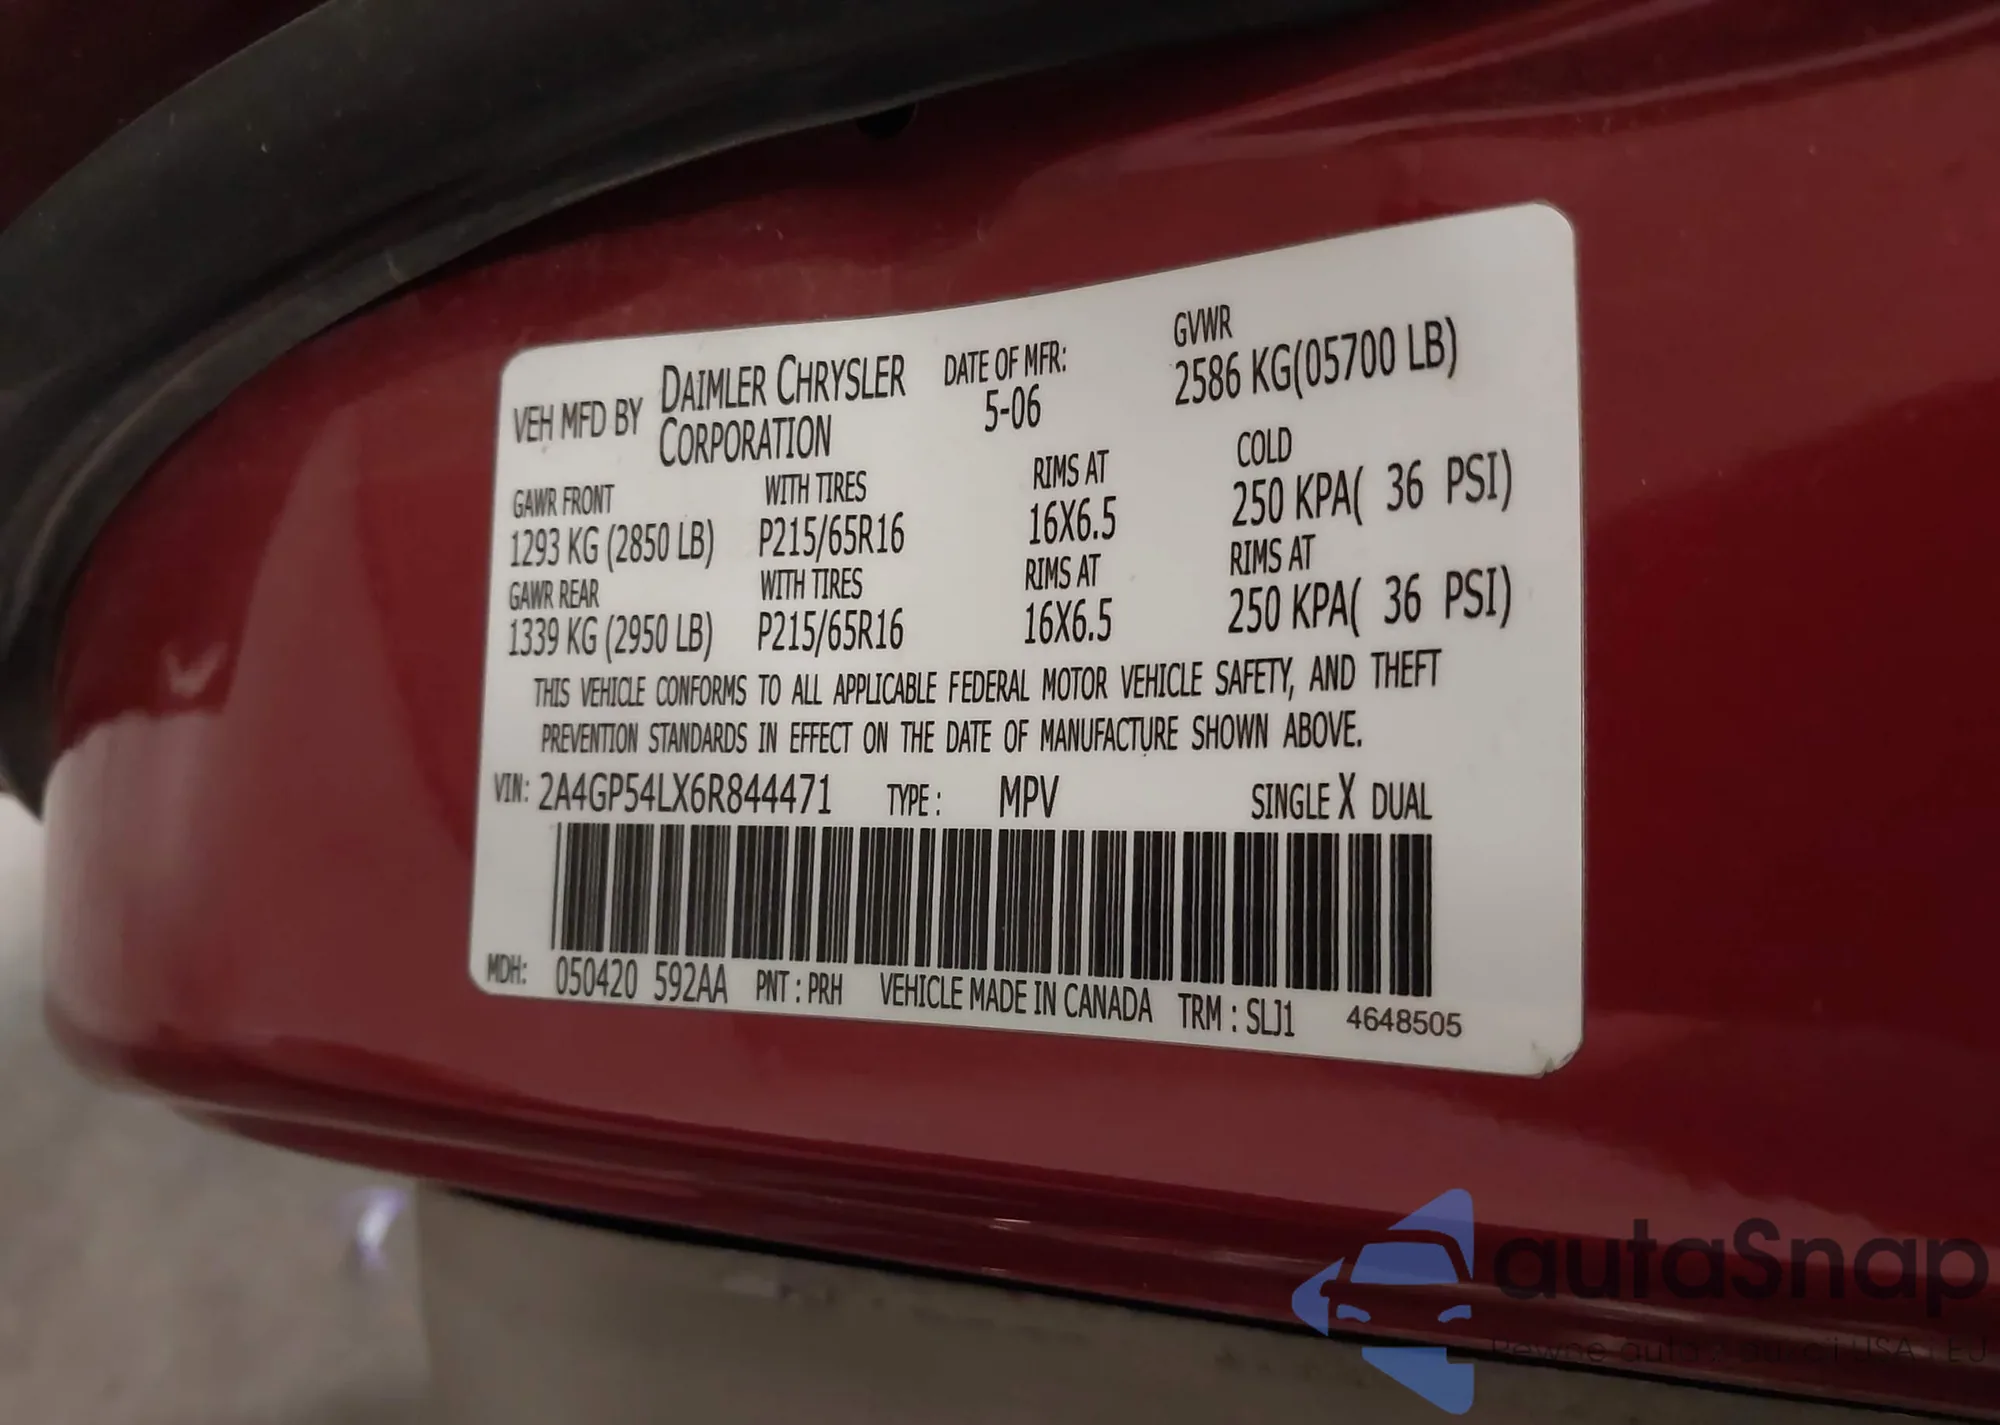 VEH MFD BY DAIMLER CHRYSLER CORPORATION
DATE OF MFR: 5-06
GVWR 2586 KG(05700 LB)
GAWR FRONT WITH TIRES RIMS AT COLD
1293 KG (2850 LB) P215/65R16 16X6.5 250 KPA( 36 PSI)
GAWR REAR WITH TIRES RIMS AT RIMS AT
1339 KG (2950 LB) P215/65R16 16X6.5 250 KPA( 36 PSI)
THIS VEHICLE CONFORMS TO ALL APPLICABLE FEDERAL MOTOR VEHICLE SAFETY, AND THEFT
PREVENTION STANDARDS IN EFFECT ON THE DATE OF MANUFACTURE SHOWN ABOVE.
VIN: 2A4GP54LX6R844471 TYPE : MPV SINGLE X DUAL
MDH: 050420 592AA PNT : PRH VEHICLE MADE IN CANADA TRM : SLJ1 4648505
autaSnap
auta z USA i EU